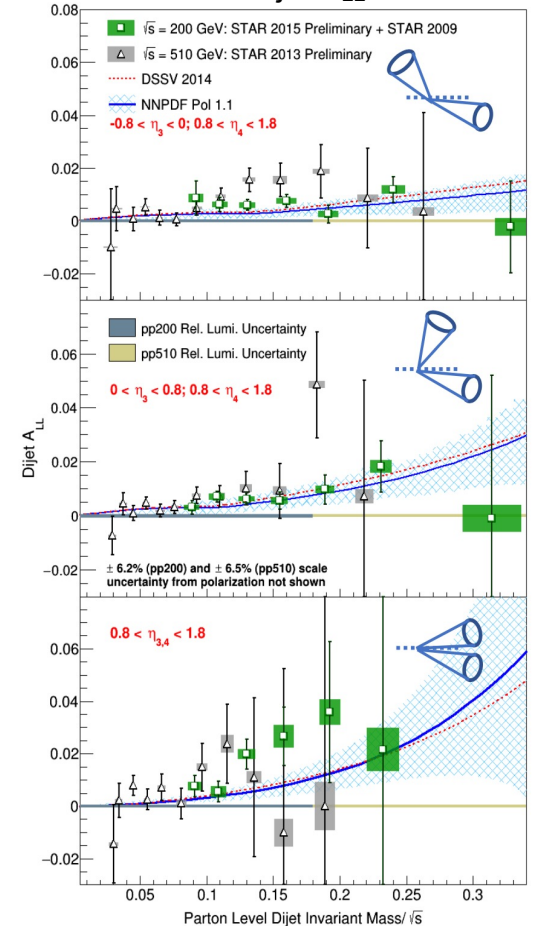 0.08
√s = 200 GeV: STAR 2015 Preliminary + STAR 2009
√s = 510 GeV: STAR 2013 Preliminary
0.06
DSSV 2014
NNPDF Pol 1.1
0.04
-0.8 < η3 < 0; 0.8 < η4 < 1.8
0.02
0
−0.02
pp200 Rel. Lumi. Uncertainty
pp510 Rel. Lumi. Uncertainty
0.06
0 < η3 < 0.8; 0.8 < η4 < 1.8
0.04
Dijet ALL
0.02
0
−0.02
± 6.2% (pp200) and ± 6.5% (pp510) scale
uncertainty from polarization not shown
0.8 < η3,4 < 1.8
0.06
0.04
0.02
0
−0.02
0.05 0.1 0.15 0.2 0.25 0.3
Parton Level Dijet Invariant Mass/ √s